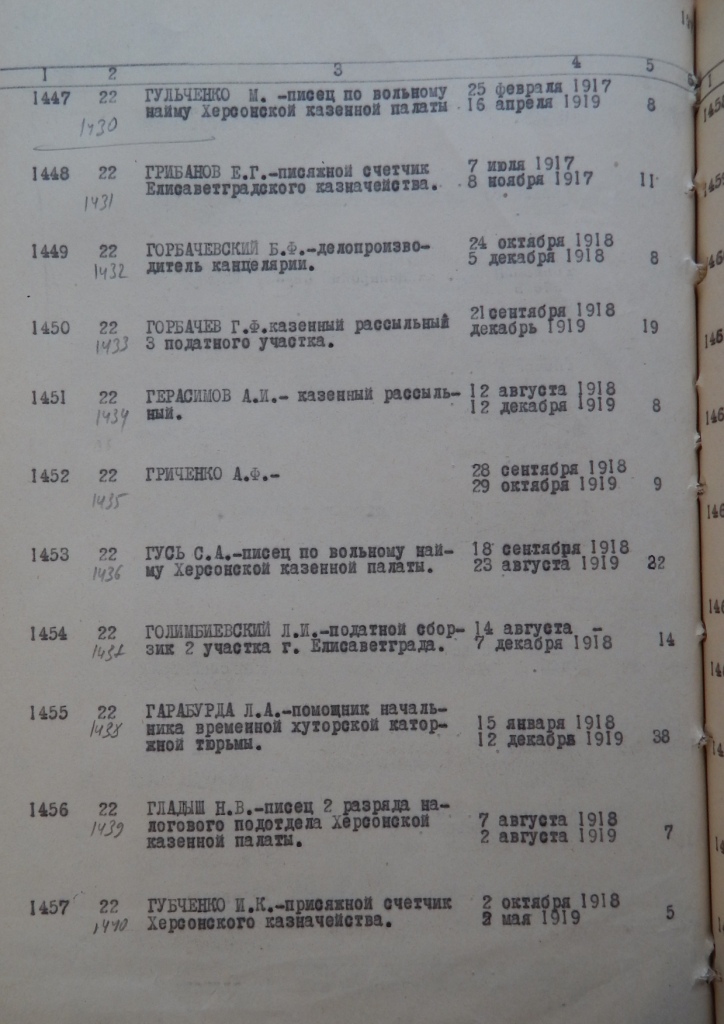 1 2 3 4 5
1447 22 ГУЛЬЧЕНКО М. -писец по вольному 25 февраля 1917
1430 найму Херсонской казенной палаты 16 апреля 1919 8
1448 22 ГРИБАНОВ Е.Г.-писяжной счетчик 7 июля 1917
1431 Елисаветградского казначейства. 8 ноября 1917 11
1449 22 ГОРБАЧЕВСКИЙ Б.Ф.-делопроизво- 24 октября 1918
1432 дитель канцелярии. 5 декабря 1918 8
1450 22 ГОРБАЧЕВ Г.Ф.казенный рассыльный 21 сентября 1918
1433 3 податного участка. декабрь 1919 19
1451 22 ГЕРАСИМОВ А.И.- казенный рассыль- 12 августа 1918
1434 ный. 12 декабря 1919 8
1452 22 ГРИЧЕНКО А.Ф.- 28 сентября 1918
1435 29 октября 1919 9
1453 22 ГУСЬ С.А.-писец по вольному най- 18 сентября 1918
1436 му Херсонской казенной палаты. 23 августа 1919 22
1454 22 ГОЛИМБИЕВСКИЙ Л.И.-податной сбор- 14 августа -
1437 зик 2 участка г. Елисаветграда. 7 декабря 1918 14
1455 22 ГАРАБУРДА Л.А.-помощник началь-
1438 ника временной хуторской катор- 15 января 1918
жной тюрьмы. 12 декабря 1919 38
1456 22 ГЛАДЫШ Н.В.-писец 2 разряда на-
1439 логового подотдела Херсонской 7 августа 1918
казенной палаты. 2 августа 1919 7
1457 22 ГУБЧЕНКО И.К.-присяжной счетчик 2 октября 1918
1440 Херсонского казначейства. 2 мая 1919 5